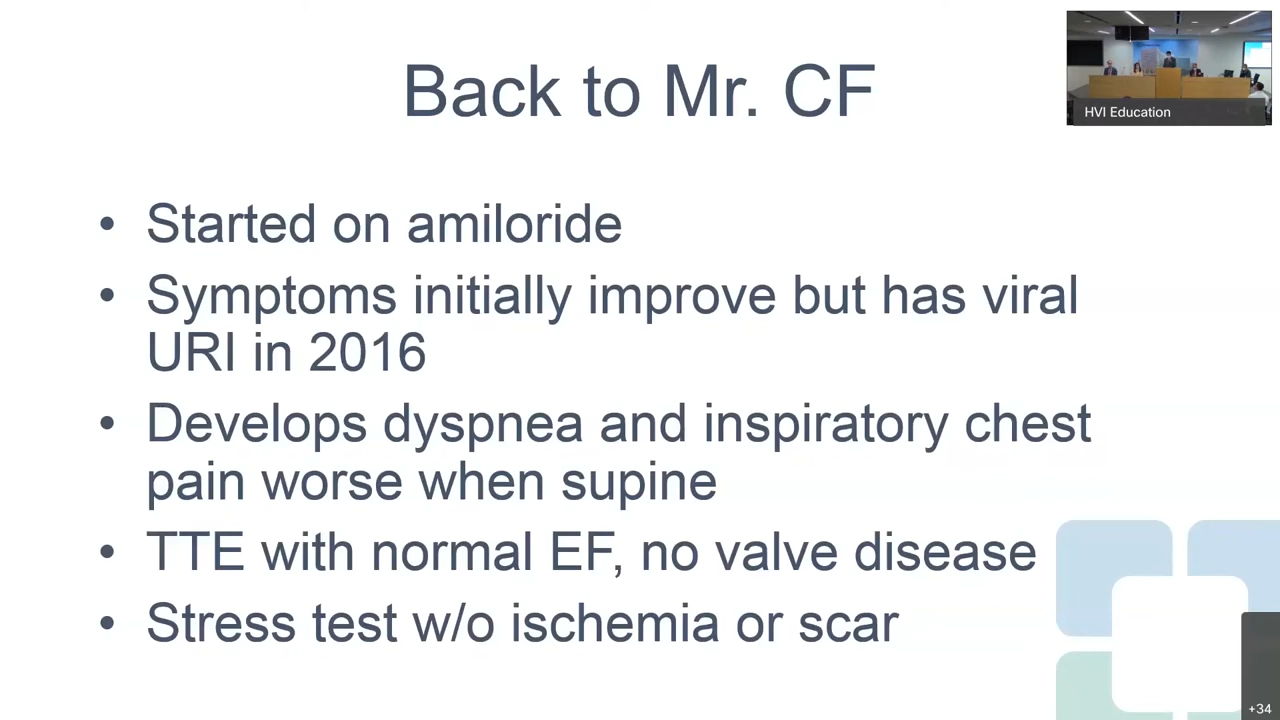 Back to Mr. CF
HVI Education
• Started on amiloride
• Symptoms initially improve but has viral
URI in 2016
• Develops dyspnea and inspiratory chest
pain worse when supine
• TTE with normal EF, no valve disease
• Stress test w/o ischemia or scar
+34